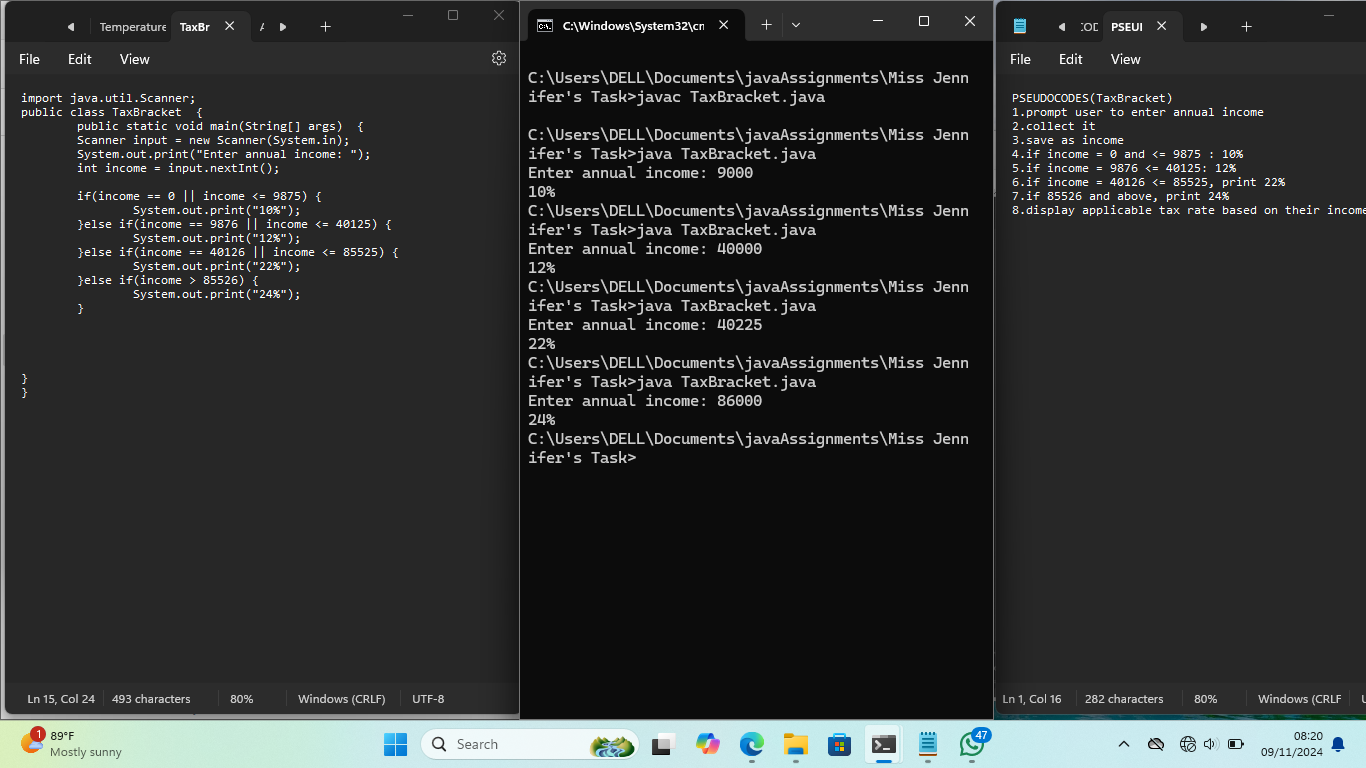 Temperature
TaxBr
File
Edit
View
import java.util.Scanner;
public class TaxBracket  {
        public static void main(String[] args)  {
        Scanner input = new Scanner(System.in);
        System.out.print("Enter annual income: ");
        int income = input.nextInt();
        if(income == 0 || income <= 9875) {
                System.out.print("10%");
        }else if(income == 9876 || income <= 40125) {
                System.out.print("12%");
        }else if(income == 40126 || income <= 85525) {
                System.out.print("22%");
        }else if(income > 85526) {
                System.out.print("24%");
        }
}
}
Ln 15, Col 24
493 characters
80%
Windows (CRLF)
UTF-8
C:\Windows\System32\cn
C:\Users\DELL\Documents\javaAssignments\Miss Jenn
ifer's Task>javac TaxBracket.java
C:\Users\DELL\Documents\javaAssignments\Miss Jenn
ifer's Task>java TaxBracket.java
Enter annual income: 9000
10%
C:\Users\DELL\Documents\javaAssignments\Miss Jenn
ifer's Task>java TaxBracket.java
Enter annual income: 40000
12%
C:\Users\DELL\Documents\javaAssignments\Miss Jenn
ifer's Task>java TaxBracket.java
Enter annual income: 40225
22%
C:\Users\DELL\Documents\javaAssignments\Miss Jenn
ifer's Task>java TaxBracket.java
Enter annual income: 86000
24%
C:\Users\DELL\Documents\javaAssignments\Miss Jenn
ifer's Task>
PSEUI
File
Edit
View
PSEUDOCODES(TaxBracket)
1.prompt user to enter annual income
2.collect it
3.save as income
4.if income = 0 and <= 9875 : 10%
5.if income = 9876 <= 40125: 12%
6.if income = 40126 <= 85525, print 22%
7.if 85526 and above, print 24%
8.display applicable tax rate based on their income
Ln 1, Col 16
282 characters
80%
Windows (CRLF
1
89°F
Mostly sunny
Search
47
08:20
09/11/2024